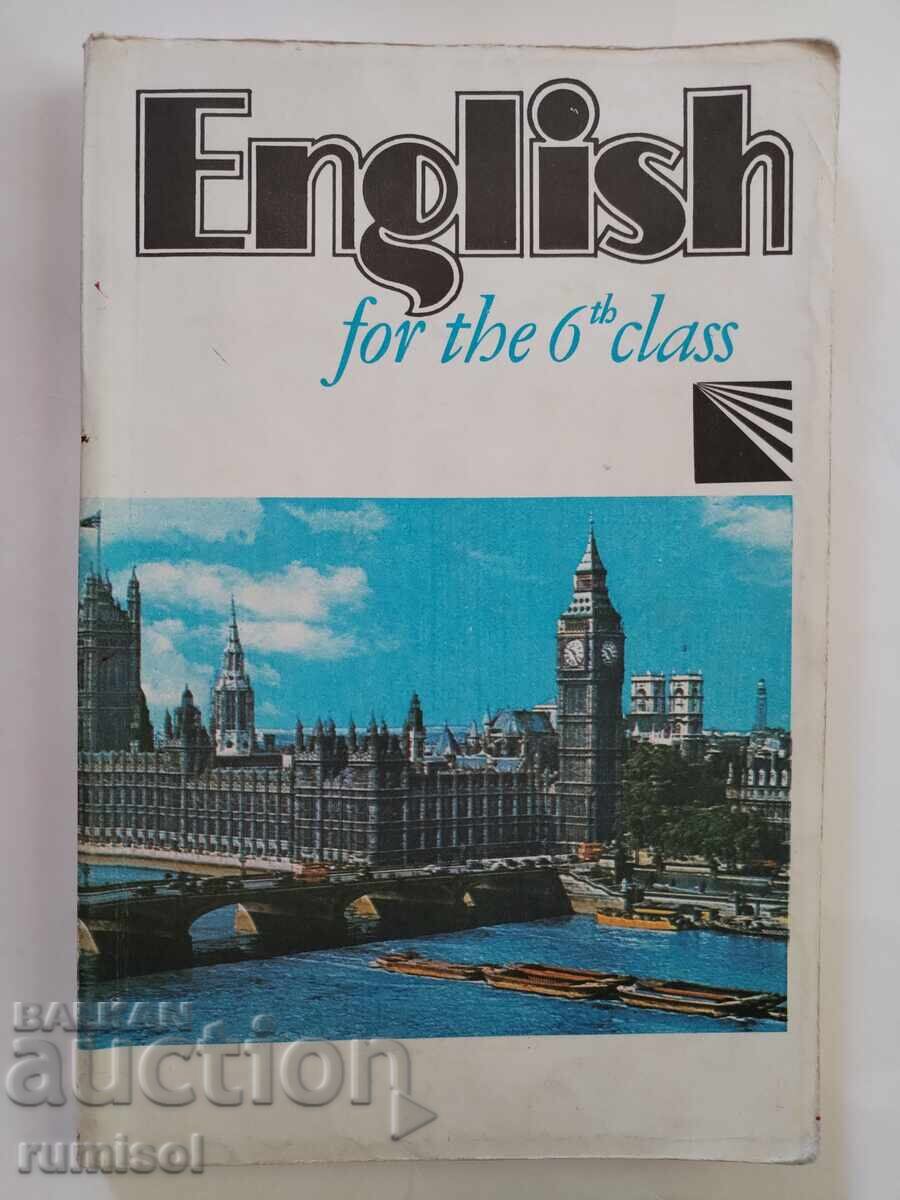 English
for the 6th class
BALKAN
auction
rumisol